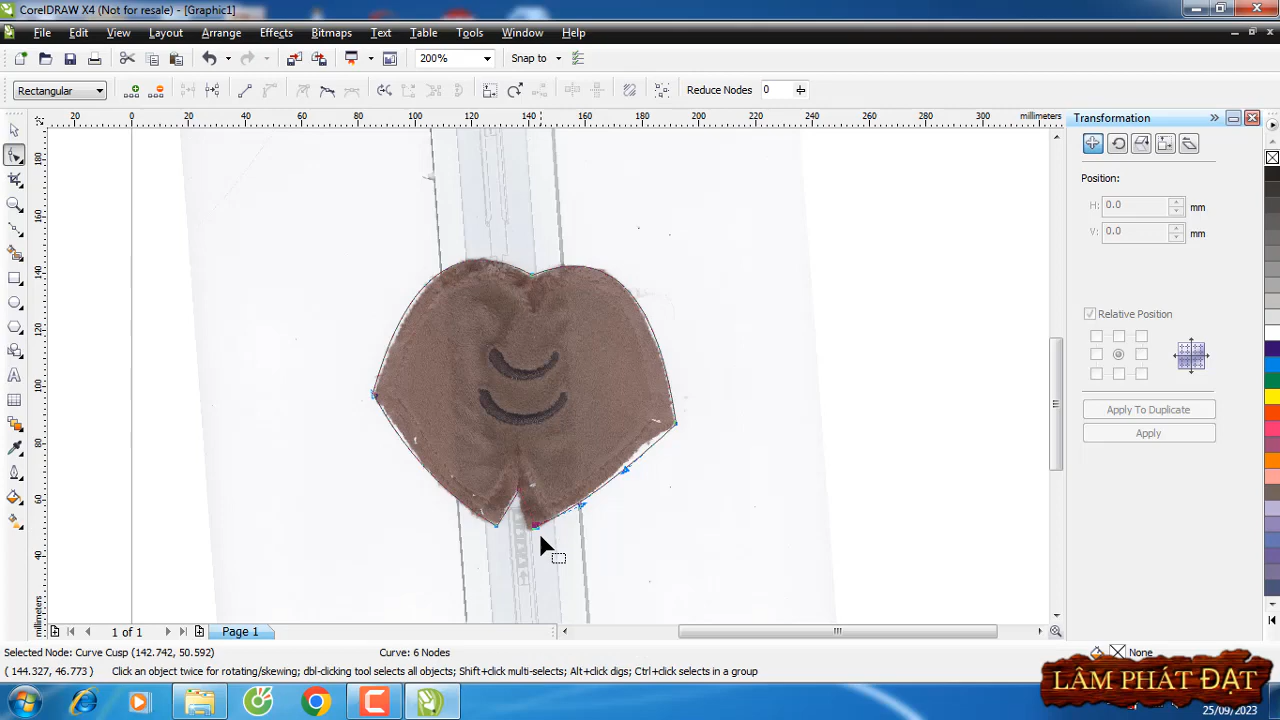 CorelDRAW X4 (Not for resale) - [Graphic1]
File Edit View Layout Arrange Effects Bitmaps Text Table Tools Window Help
200% Snap to
Rectangular Reduce Nodes 0
20 0 20 40 60 80 100 120 140 160 180 200 220 240 260 280 300 millimeters
180
160
140
120
100
80
60
40
millimeters
Transformation
Position:
H: 0.0 mm
V: 0.0 mm
Relative Position
Apply To Duplicate
Apply
1 of 1 Page 1
Selected Node: Curve Cusp (142.742, 50.592) Curve: 6 Nodes None
( 144.327, 46.773 ) Click an object twice for rotating/skewing; dbl-clicking tool selects all objects; Shift+click multi-selects; Alt+click digs; Ctrl+click selects in a group
LÂM PHÁT ĐẠT
25/09/2023